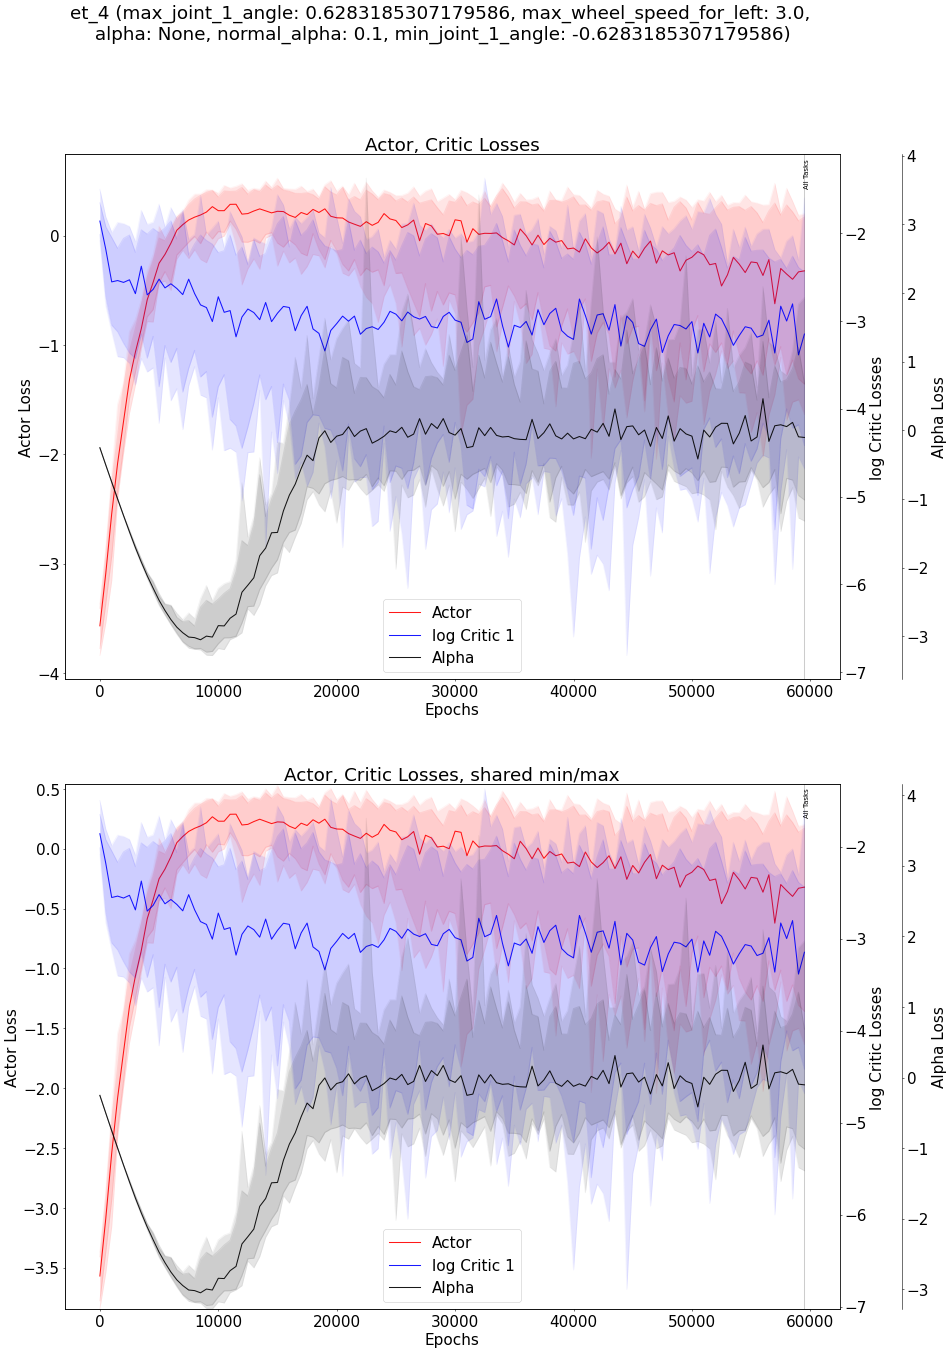 et_4 (max_joint_1_angle: 0.6283185307179586, max_wheel_speed_for_left: 3.0,
alpha: None, normal_alpha: 0.1, min_joint_1_angle: -0.6283185307179586)
Actor, Critic Losses
All Tasks
Actor Loss
0
−1
−2
−3
−4
log Critic Losses
−2
−3
−4
−5
−6
−7
Alpha Loss
4
3
2
1
0
−1
−2
−3
Actor
log Critic 1
Alpha
0 10000 20000 30000 40000 50000 60000
Epochs
Actor, Critic Losses, shared min/max
All Tasks
Actor Loss
0.5
0.0
−0.5
−1.0
−1.5
−2.0
−2.5
−3.0
−3.5
log Critic Losses
−2
−3
−4
−5
−6
−7
Alpha Loss
4
3
2
1
0
−1
−2
−3
Actor
log Critic 1
Alpha
0 10000 20000 30000 40000 50000 60000
Epochs